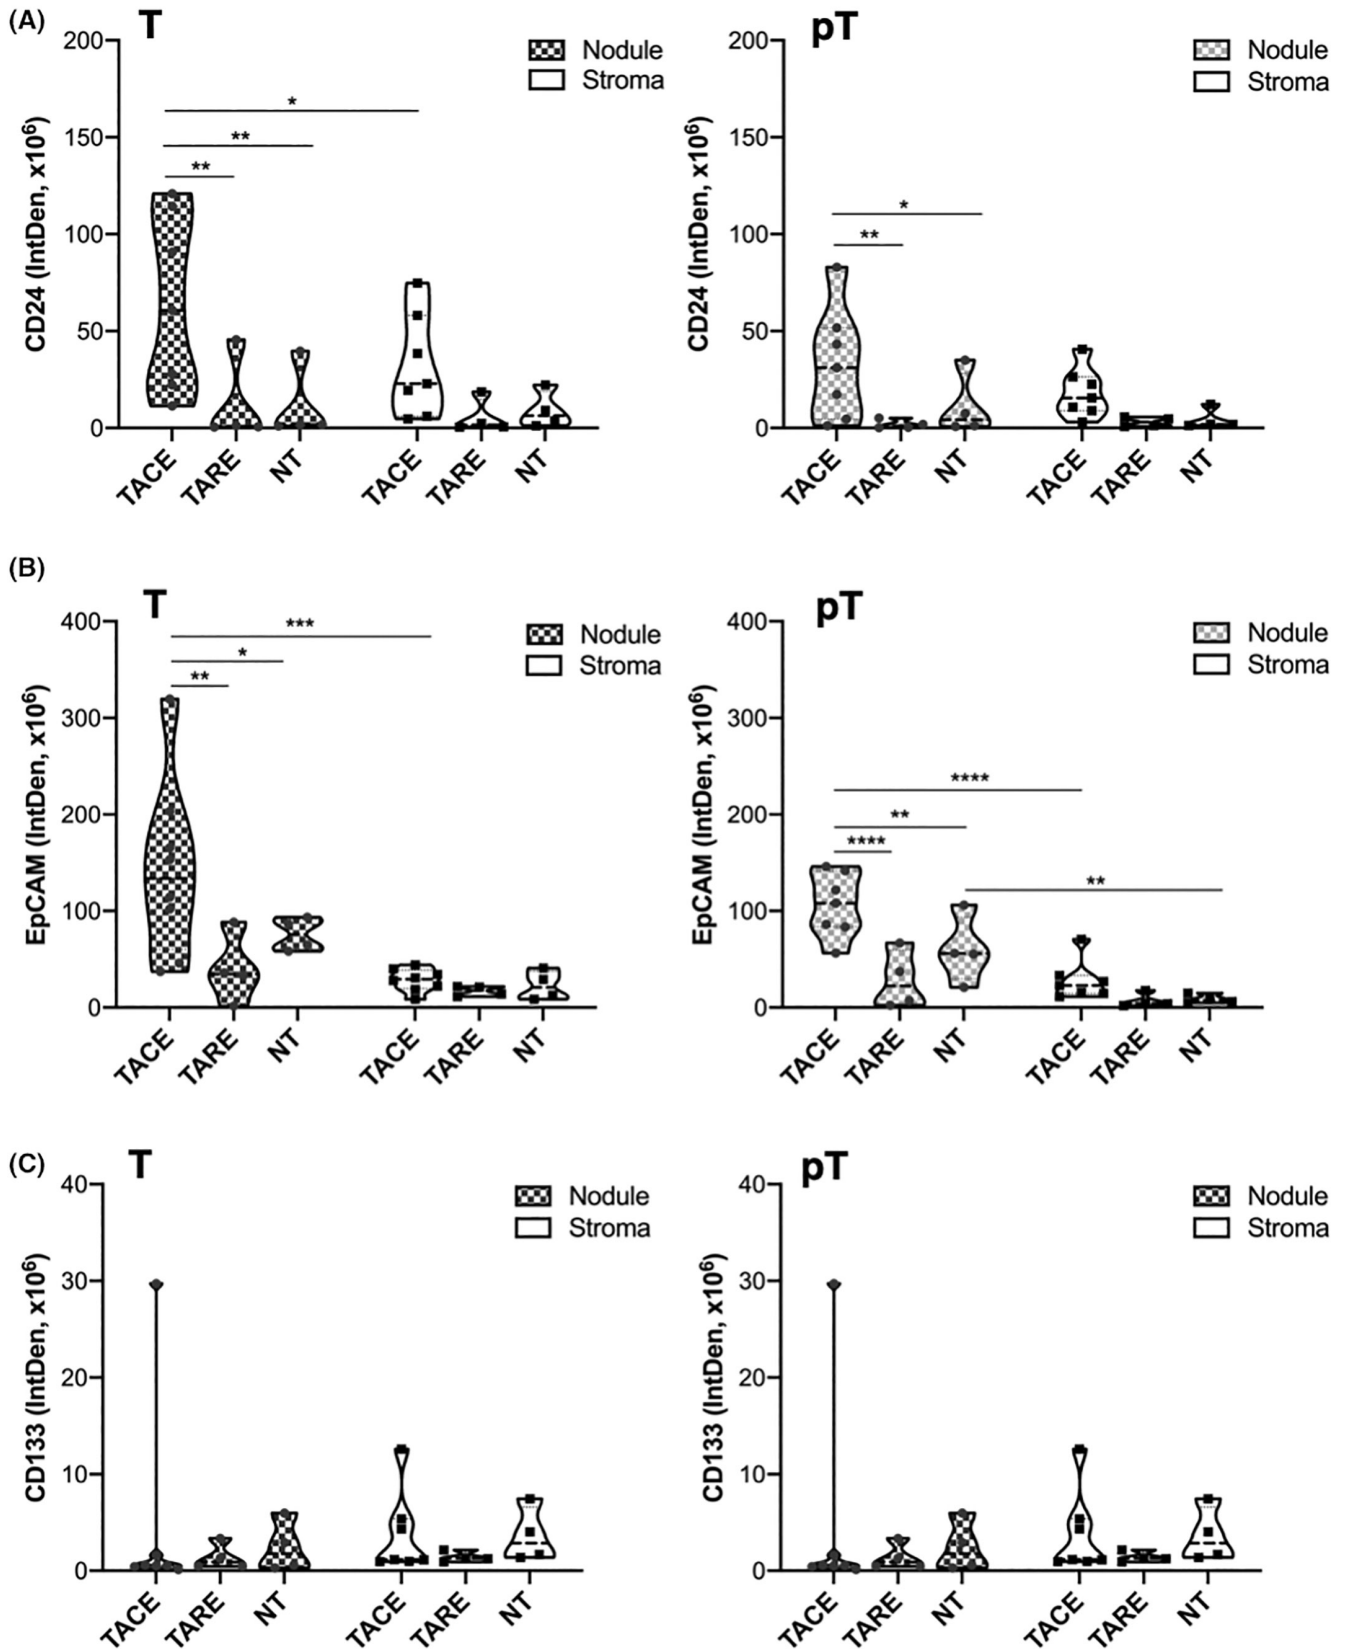 (A)
T
pT
CD24 (IntDen, x10⁶)
200
150
100
50
0
Nodule
Stroma
*
**
**
TACE
TARE
NT
TACE
TARE
NT
CD24 (IntDen, x10⁶)
200
150
100
50
0
Nodule
Stroma
*
**
TACE
TARE
NT
TACE
TARE
NT
(B)
T
pT
EpCAM (IntDen, x10⁶)
400
300
200
100
0
Nodule
Stroma
***
*
**
TACE
TARE
NT
TACE
TARE
NT
EpCAM (IntDen, x10⁶)
400
300
200
100
0
Nodule
Stroma
****
**
****
**
TACE
TARE
NT
TACE
TARE
NT
(C)
T
pT
CD133 (IntDen, x10⁶)
40
30
20
10
0
Nodule
Stroma
TACE
TARE
NT
TACE
TARE
NT
CD133 (IntDen, x10⁶)
40
30
20
10
0
Nodule
Stroma
TACE
TARE
NT
TACE
TARE
NT